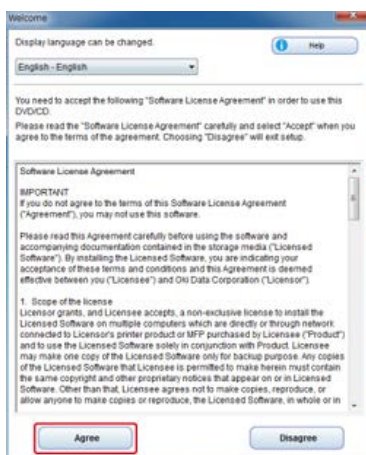 Welcome
Display language can be changed.
Help
English - English
You need to accept the following "Software License Agreement" in order to use this
DVD/CD.
Please read the "Software License Agreement" carefully and select "Accept" when you
agree to the terms of the agreement. Choosing "Disagree" will exit setup.
Software License Agreement
IMPORTANT
If you do not agree to the terms of this Software License Agreement
("Agreement"), you may not use this software.
Please read this Agreement carefully before using the software and
accompanying documentation contained in the storage media ("Licensed
Software"). By installing the Licensed Software, you are indicating your
acceptance of these terms and conditions and this Agreement is deemed
effective between you ("Licensee") and Oki Data Corporation ("Licensor").
1. Scope of the license
Licensor grants, and Licensee accepts, a non-exclusive license to install the
Licensed Software on multiple computers which are directly or through network
connected to Licensor's printer product or MFP purchased by Licensee ("Product")
and to use the Licensed Software solely in conjunction with Product. Licensee
may make one copy of the Licensed Software only for backup purpose. Any copies
of the Licensed Software that Licensee is permitted to make herein must contain
the same copyright and other proprietary notices that appear on or in Licensed
Software. Other than that, Licensee agrees not to make copies, reproduce, or
allow anyone to make copies or reproduce, the Licensed Software, in whole or in
Agree
Disagree